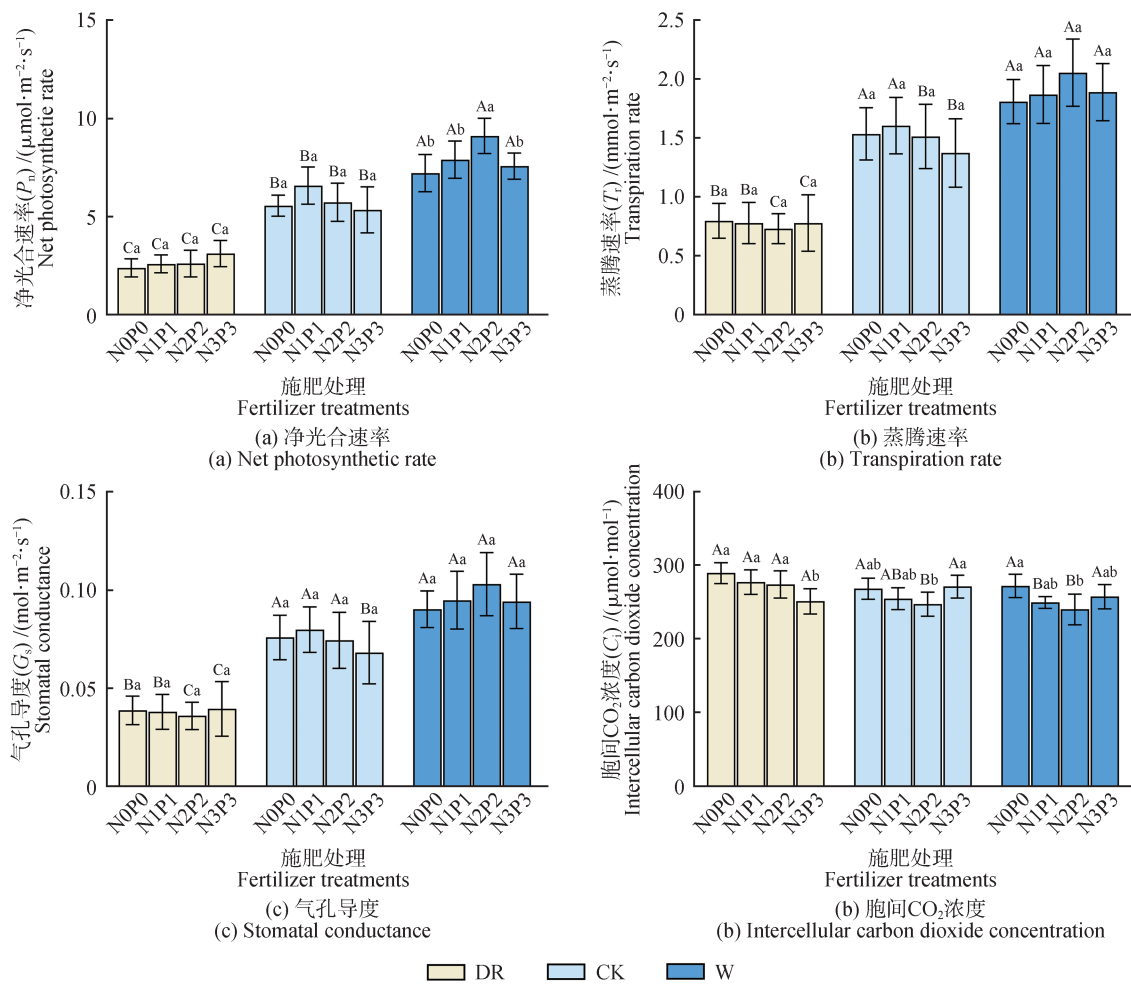 净光合速率(Pn) /(μmol·m⁻²·s⁻¹)
Net photosynthetic rate
15
10
5
0
Ca Ca Ca Ca Ba Ba Ba Ba Ab Ab Aa Ab
N0P0 N1P1 N2P2 N3P3 N0P0 N1P1 N2P2 N3P3 N0P0 N1P1 N2P2 N3P3
施肥处理
Fertilizer treatments
(a) 净光合速率
(a) Net photosynthetic rate
蒸腾速率(Tr) /(mmol·m⁻²·s⁻¹)
Transpiration rate
2.5
2.0
1.5
1.0
0.5
0
Ba Ba Ca Ca Aa Aa Ba Ba Aa Aa Aa Aa
N0P0 N1P1 N2P2 N3P3 N0P0 N1P1 N2P2 N3P3 N0P0 N1P1 N2P2 N3P3
施肥处理
Fertilizer treatments
(b) 蒸腾速率
(b) Transpiration rate
气孔导度(Gs) /(mol·m⁻²·s⁻¹)
Stomatal conductance
0.15
0.10
0.05
0
Ba Ba Ca Ca Aa Aa Aa Ba Aa Aa Aa Aa
N0P0 N1P1 N2P2 N3P3 N0P0 N1P1 N2P2 N3P3 N0P0 N1P1 N2P2 N3P3
施肥处理
Fertilizer treatments
(c) 气孔导度
(c) Stomatal conductance
胞间CO₂浓度(Ci) /(μmol·mol⁻¹)
Intercellular carbon dioxide concentration
400
300
200
100
0
Aa Aa Aa Ab Aab ABab Bb Aa Aa Bab Bb Aab
N0P0 N1P1 N2P2 N3P3 N0P0 N1P1 N2P2 N3P3 N0P0 N1P1 N2P2 N3P3
施肥处理
Fertilizer treatments
(b) 胞间CO₂浓度
(b) Intercellular carbon dioxide concentration
DR CK W